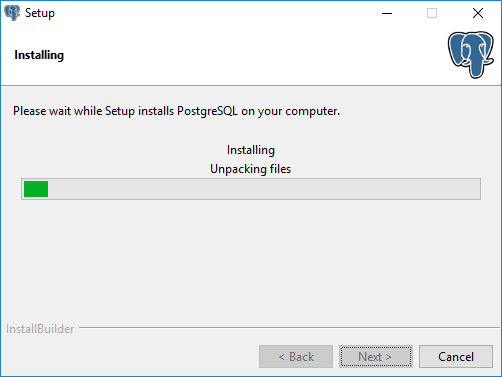 Setup
Installing
Please wait while Setup installs PostgreSQL on your computer.
Installing
Unpacking files
InstallBuilder
< Back
Next >
Cancel